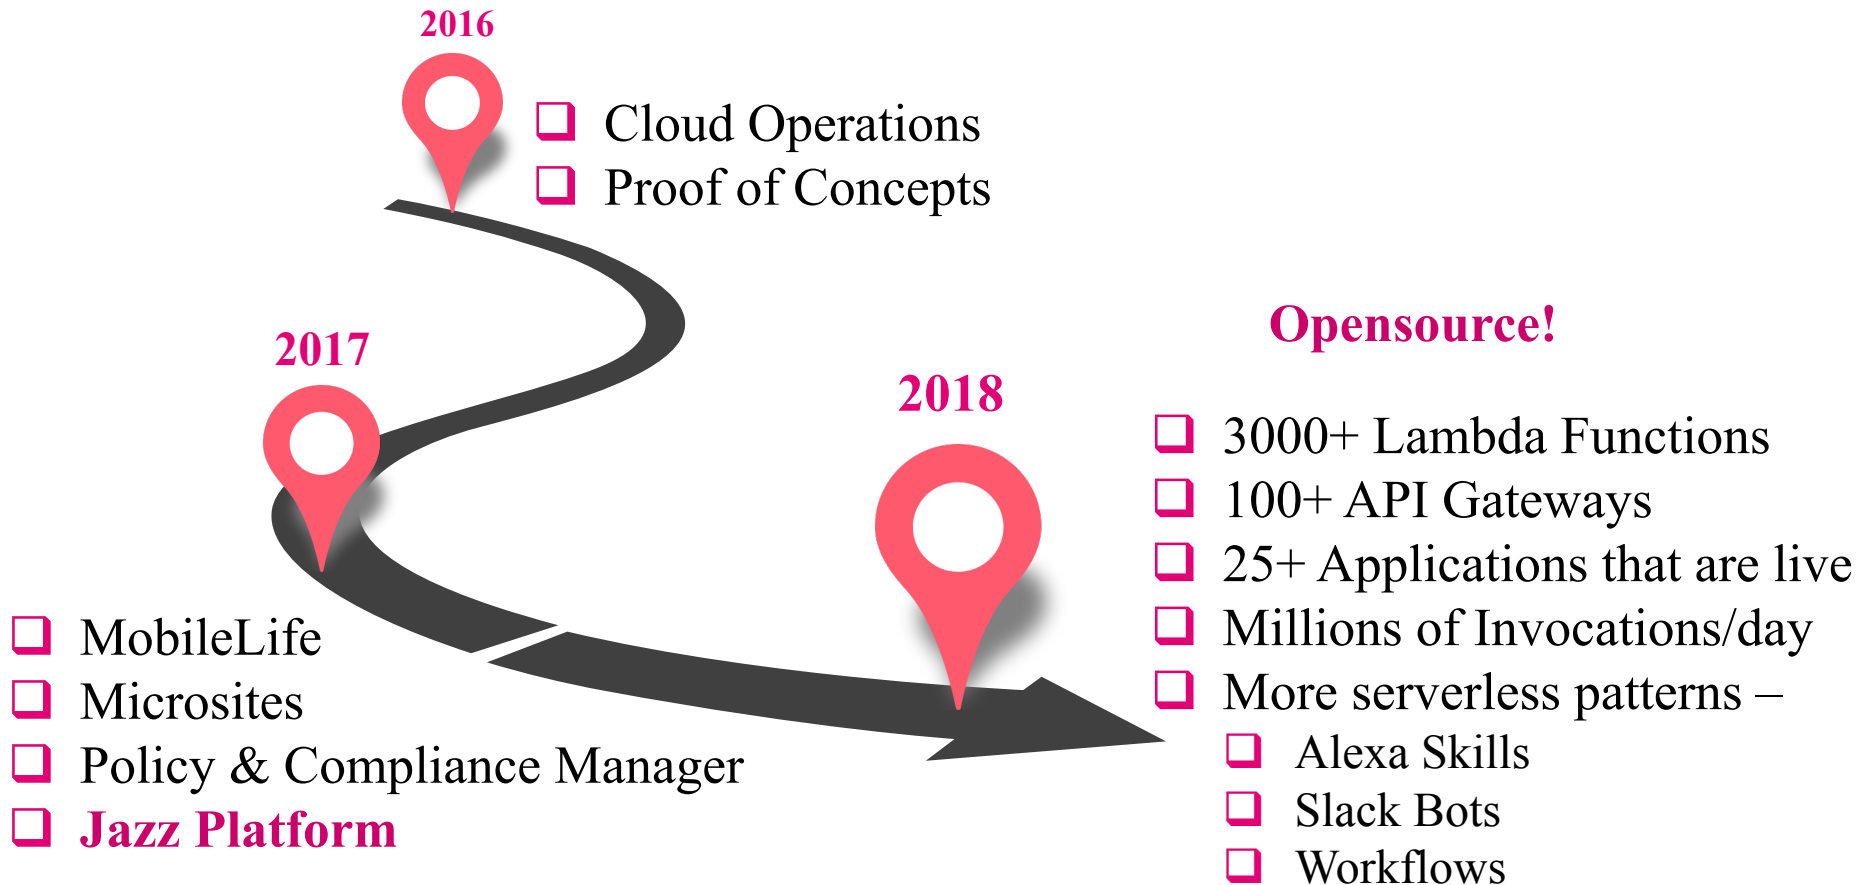 2016
Cloud Operations
Proof of Concepts
2017
MobileLife
Microsites
Policy & Compliance Manager
Jazz Platform
2018
Opensource!
3000+ Lambda Functions
100+ API Gateways
25+ Applications that are live
Millions of Invocations/day
More serverless patterns –
Alexa Skills
Slack Bots
Workflows